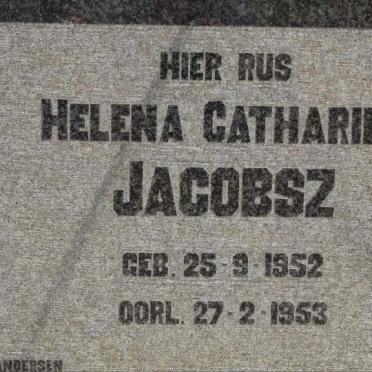 HIER RUS
HELENA CATHARI
JACOBSZ
GEB. 25-9-1952
OORL. 27-2-1953
ANDERSEN